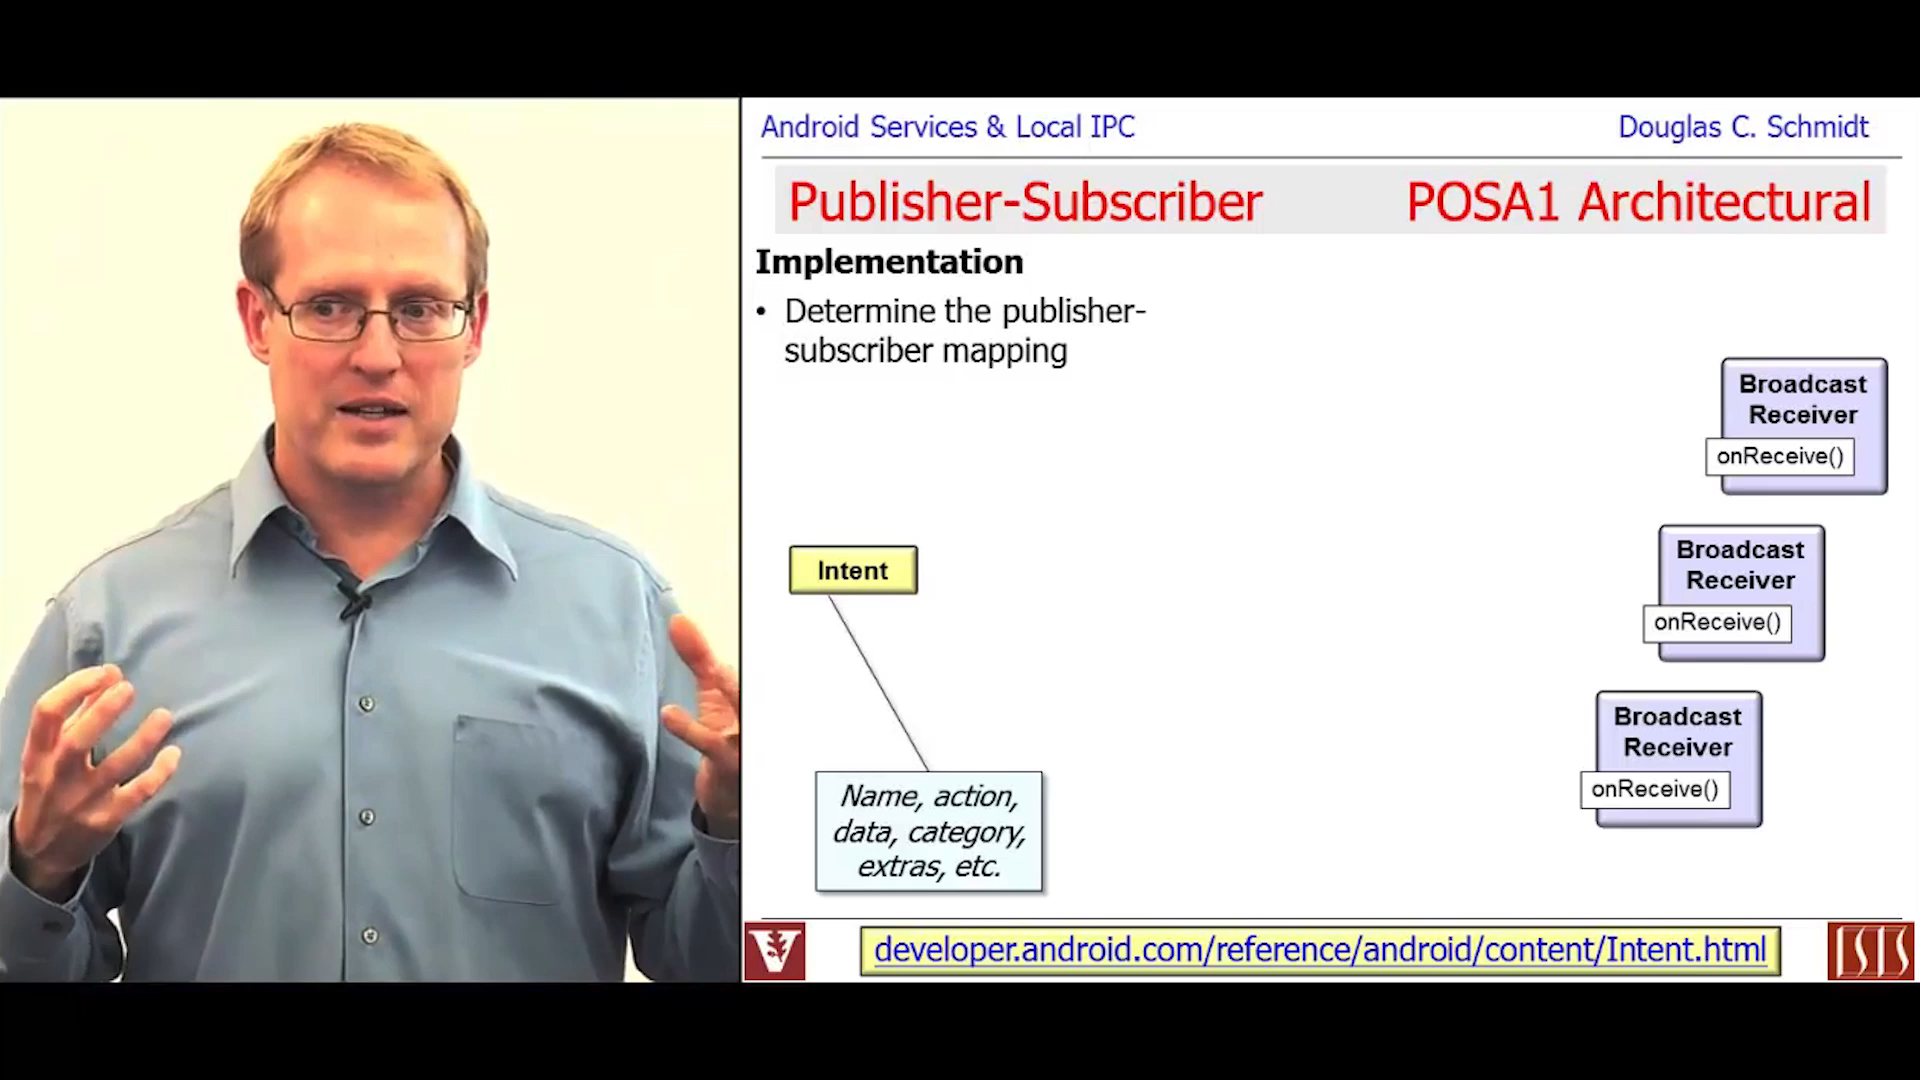 Android Services & Local IPC
Douglas C. Schmidt
Publisher-Subscriber
POSA1 Architectural
Implementation
• Determine the publisher-
subscriber mapping
Broadcast
Receiver
onReceive()
Intent
Broadcast
Receiver
onReceive()
Broadcast
Receiver
onReceive()
Name, action,
data, category,
extras, etc.
V
developer.android.com/reference/android/content/Intent.html
ISIS